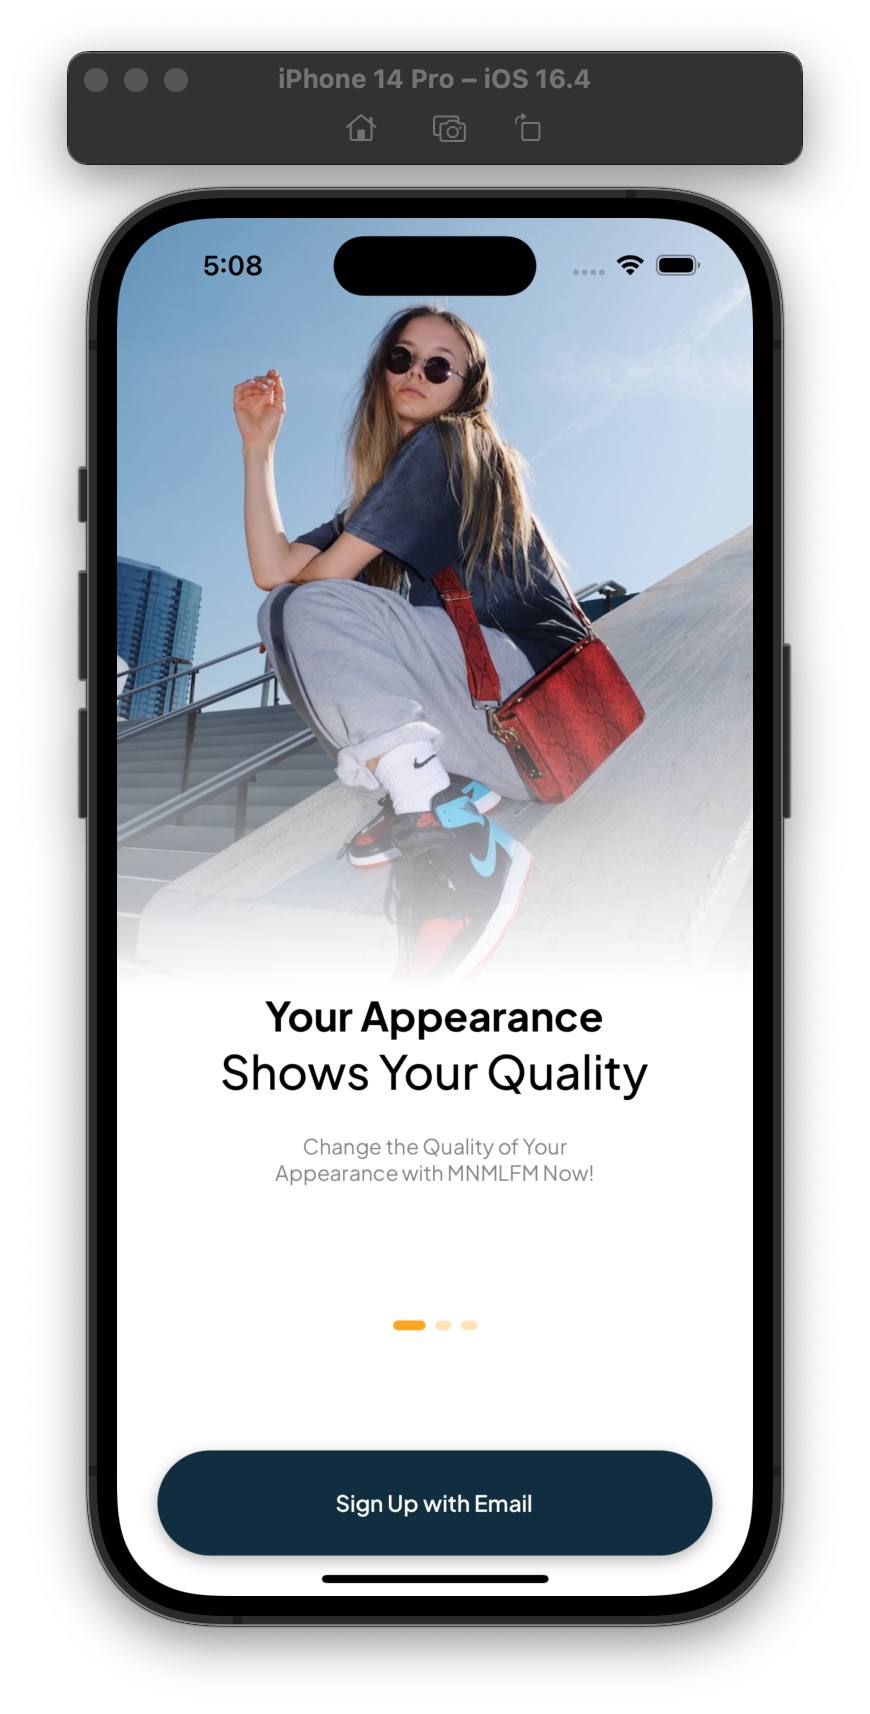 iPhone 14 Pro – iOS 16.4
5:08
Your Appearance
Shows Your Quality
Change the Quality of Your
Appearance with MNMLFM Now!
Sign Up with Email